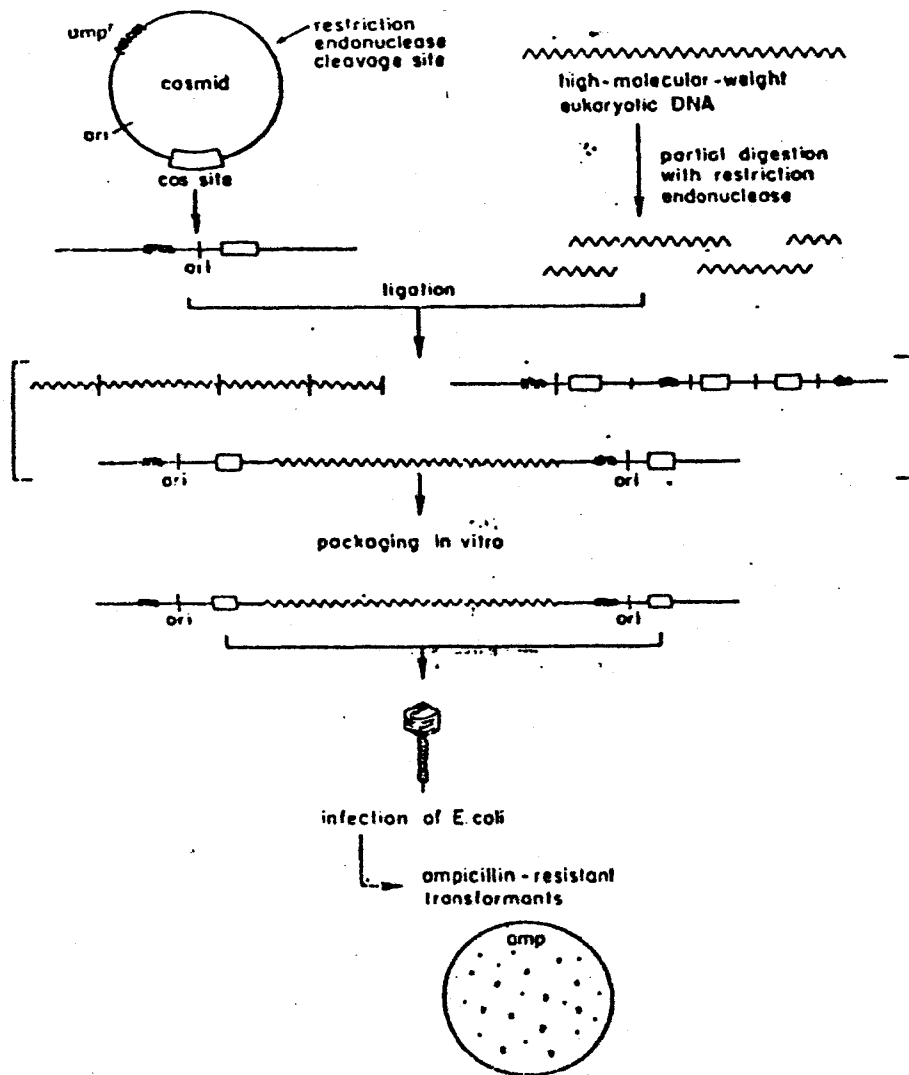 ampr
restriction
endonuclease
cleavage site
cosmid
ori
cos site
high-molecular-weight
eukaryotic DNA
partial digestion
with restriction
endonuclease
ori
ligation
ori
ori
packaging in vitro
ori
ori
infection of E. coli
ampicillin-resistant
transformants
amp